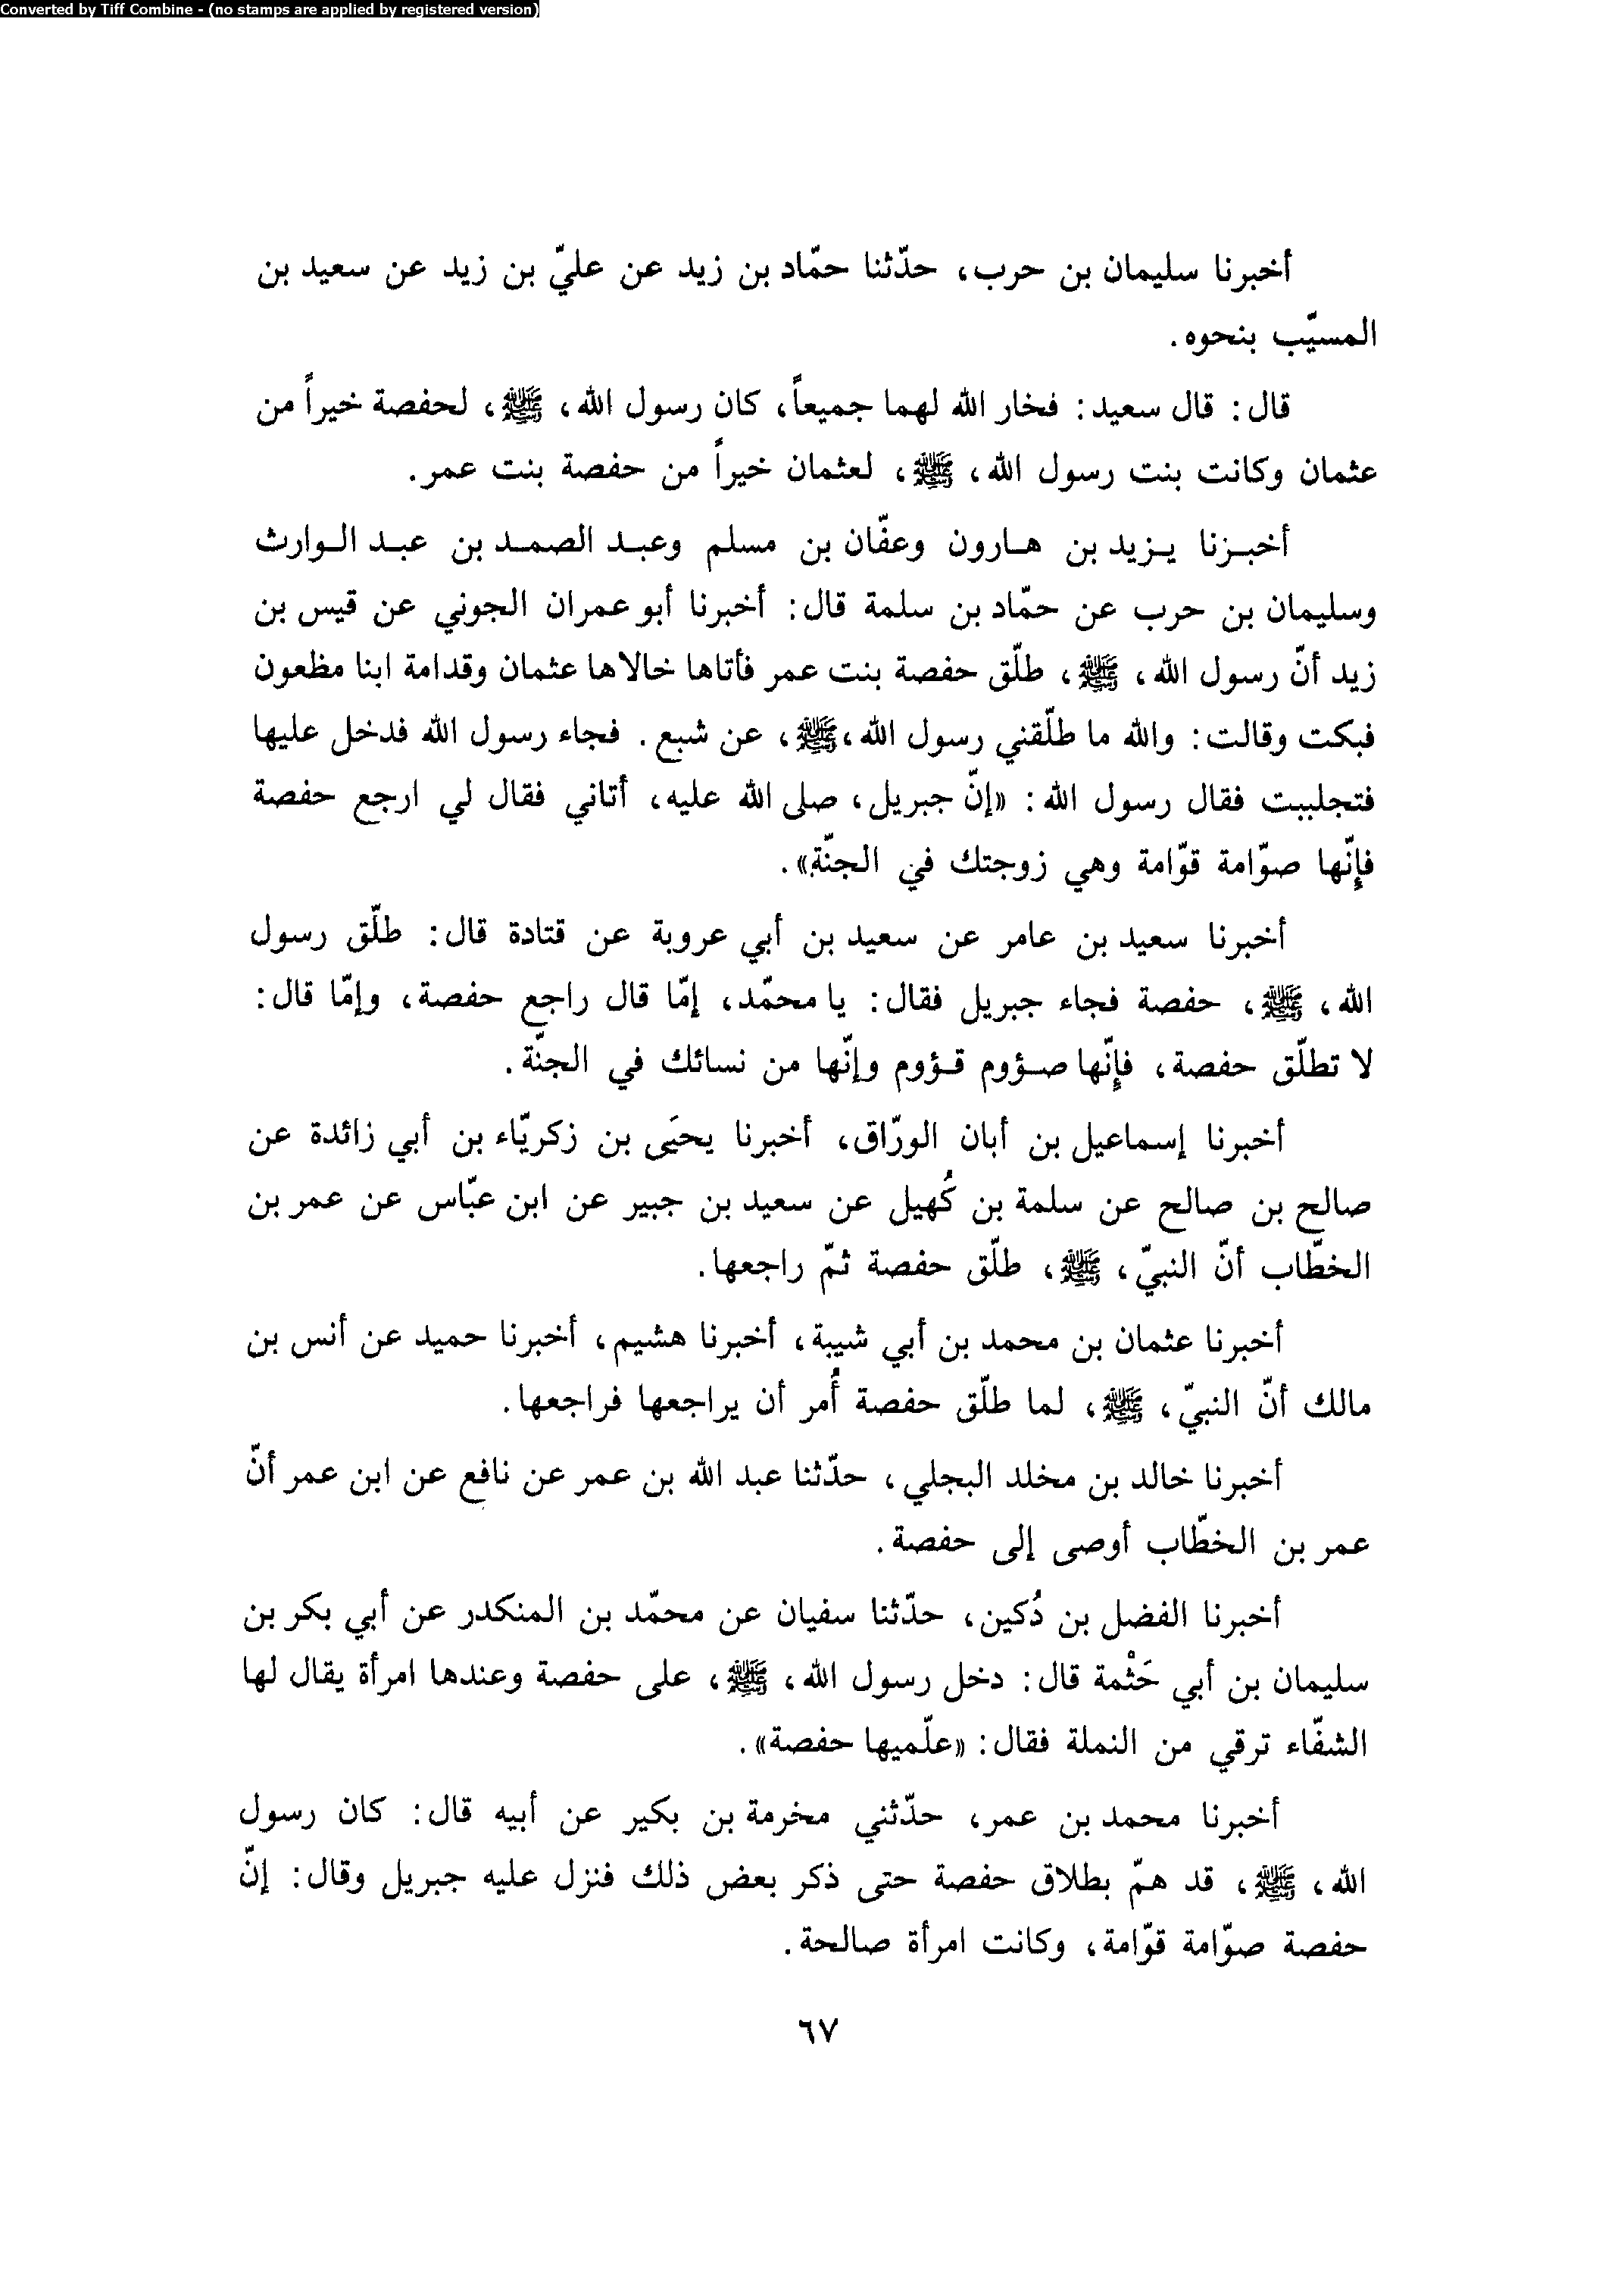 Converted by Tiff Combine - (no stamps are applied by registered version)
أخبرنا سليمان بن حرب، حدّثنا حمّاد بن زيد عن عليّ بن زيد عن سعيد بن
المسيّب بنحوه.
قال: قال سعيد: فخار الله لهما جميعاً، كان رسول الله، ﷺ، لحفصة خيراً من
عثمان وكانت بنت رسول الله، ﷺ، لعثمان خيراً من حفصة بنت عمر.
أخبـزنا يـزيد بن هـارون وعفّان بن مسلم وعبـد الصمـد بن عبـد الـوارث
وسليمان بن حرب عن حمّاد بن سلمة قال: أخبرنا أبو عمران الجوني عن قيس بن
زيد أنّ رسول الله، ﷺ، طلّق حفصة بنت عمر فأتاها خالاها عثمان وقدامة ابنا مظعون
فبكت وقالت: والله ما طلّقني رسول الله، ﷺ، عن شبع. فجاء رسول الله فدخل عليها
فتجلببت فقال رسول الله: «إنّ جبريل، صلى الله عليه، أتاني فقال لي ارجع حفصة
فإنّها صوّامة قوّامة وهي زوجتك في الجنّة».
أخبرنا سعيد بن عامر عن سعيد بن أبي عروبة عن قتادة قال: طلّق رسول
الله، ﷺ، حفصة فجاء جبريل فقال: يا محمّد، إمّا قال راجع حفصة، وإمّا قال:
لا تطلّق حفصة، فإنّها صـؤوم قـؤوم وإنّها من نسائك في الجنّة.
أخبرنا إسماعيل بن أبان الورّاق، أخبرنا يحيَى بن زكريّاء بن أبي زائدة عن
صالح بن صالح عن سلمة بن كُهيل عن سعيد بن جبير عن ابن عبّاس عن عمر بن
الخطّاب أنّ النبيّ، ﷺ، طلّق حفصة ثمّ راجعها.
أخبرنا عثمان بن محمد بن أبي شيبة، أخبرنا هشيم، أخبرنا حميد عن أنس بن
مالك أنّ النبيّ، ﷺ، لما طلّق حفصة أُمر أن يراجعها فراجعها.
أخبرنا خالد بن مخلد البجلي، حدّثنا عبد الله بن عمر عن نافع عن ابن عمر أنّ
عمر بن الخطّاب أوصى إلى حفصة.
أخبرنا الفضل بن دُكين، حدّثنا سفيان عن محمّد بن المنكدر عن أبي بكر بن
سليمان بن أبي حَثْمة قال: دخل رسول الله، ﷺ، على حفصة وعندها امرأة يقال لها
الشفّاء ترقي من النملة فقال: «علّميها حفصة».
أخبرنا محمد بن عمر، حدّثني مخرمة بن بكير عن أبيه قال: كان رسول
الله، ﷺ، قد همّ بطلاق حفصة حتى ذكر بعض ذلك فنزل عليه جبريل وقال: إنّ
حفصة صوّامة قوّامة، وكانت امرأة صالحة.
٦٧